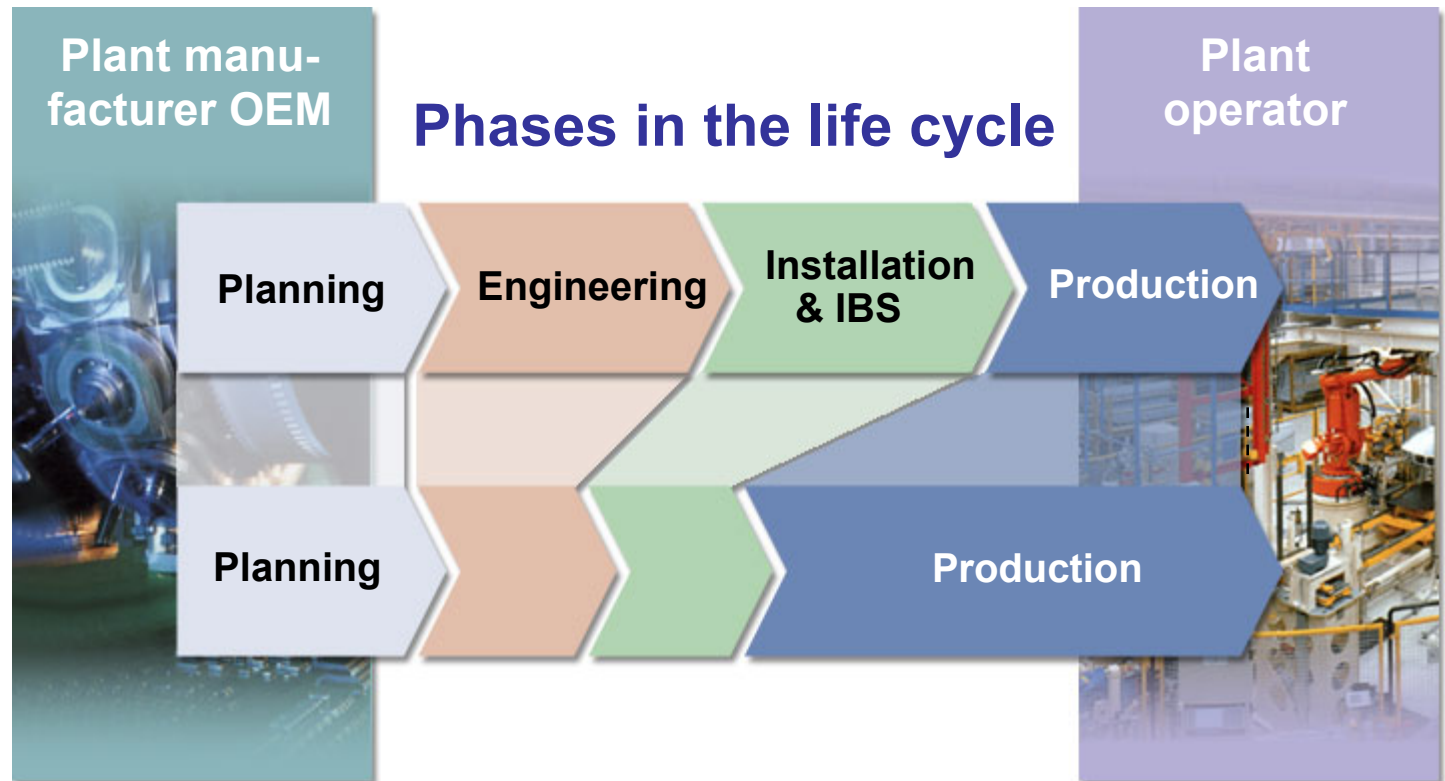 Plant manu-
facturer OEM
Phases in the life cycle
Plant
operator
Planning
Engineering
Installation
& IBS
Production
Planning
Production